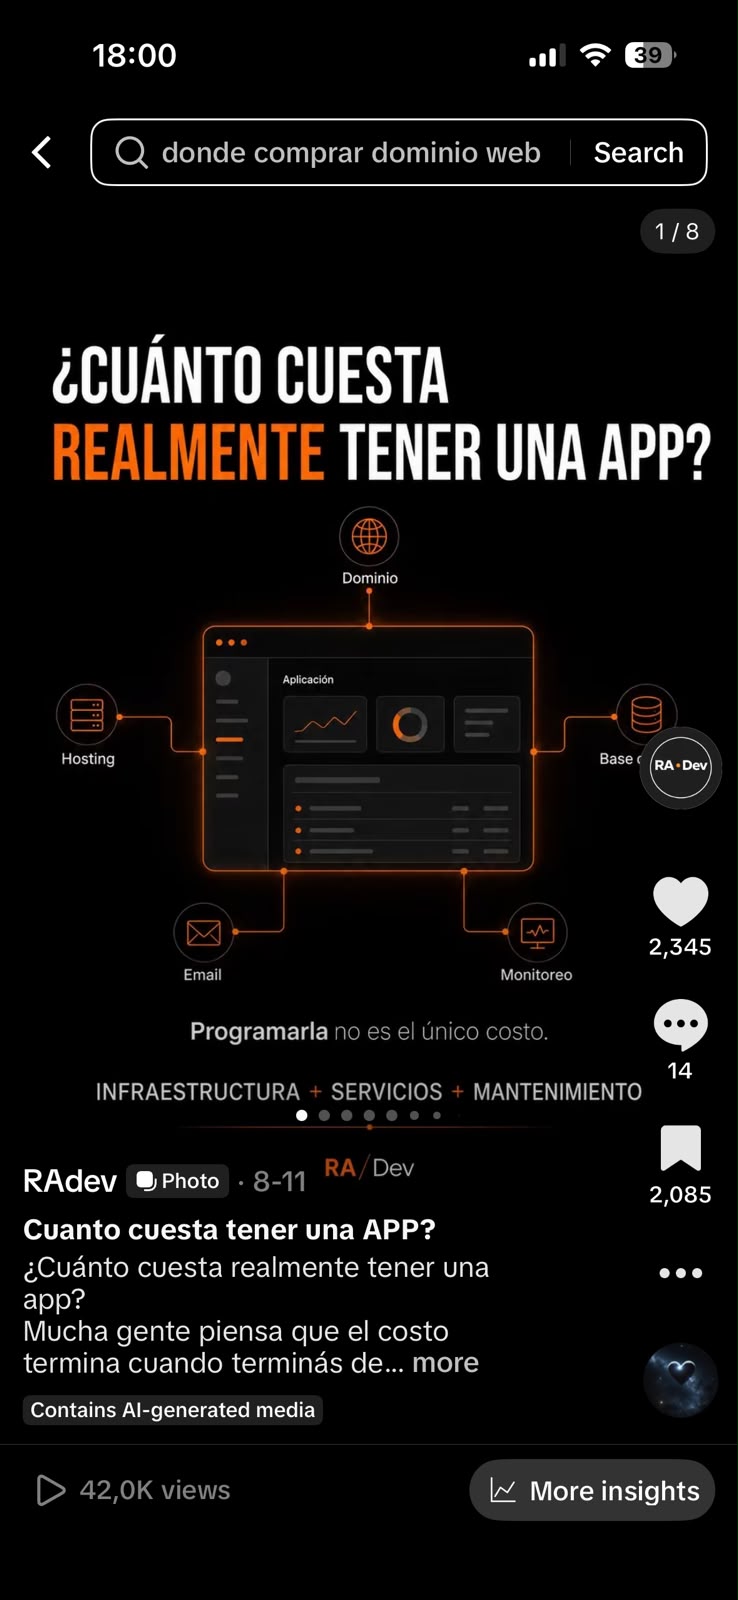 18:00
39
donde comprar dominio web
Search
1 / 8
¿CUÁNTO CUESTA
REALMENTE TENER UNA APP?
Dominio
Aplicación
Hosting
Base
RA•Dev
2,345
Email
Monitoreo
Programarla no es el único costo.
14
INFRAESTRUCTURA + SERVICIOS + MANTENIMIENTO
RA/Dev
RAdev Photo · 8-11
2,085
Cuanto cuesta tener una APP?
¿Cuánto cuesta realmente tener una
app?
Mucha gente piensa que el costo
termina cuando terminás de... more
Contains AI-generated media
42,0K views
More insights